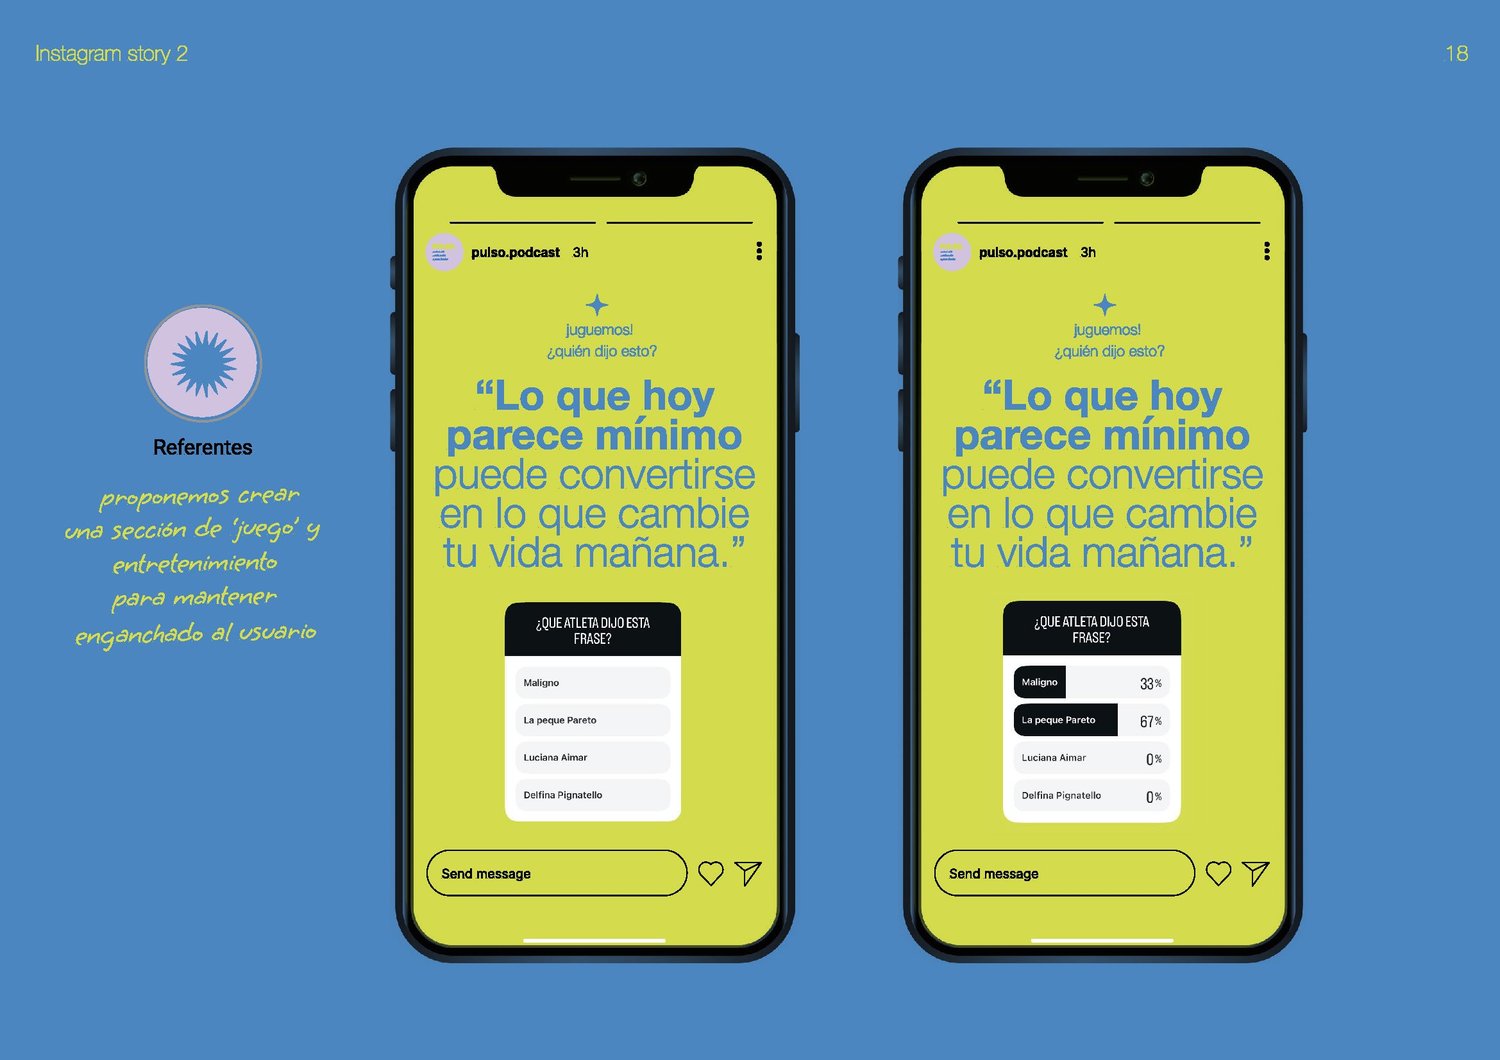 Instagram story 2
18
Referentes
proponemos crear
una sección de ‘juego’ y
entretenimiento
para mantener
enganchado al usuario
pulso.podcast 3h
juguemos!
¿quién dijo esto?
“Lo que hoy
parece mínimo
puede convertirse
en lo que cambie
tu vida mañana.”
¿QUE ATLETA DIJO ESTA
FRASE?
Maligno
La peque Pareto
Luciana Aimar
Delfina Pignatello
Send message
pulso.podcast 3h
juguemos!
¿quién dijo esto?
“Lo que hoy
parece mínimo
puede convertirse
en lo que cambie
tu vida mañana.”
¿QUE ATLETA DIJO ESTA
FRASE?
Maligno 33%
La peque Pareto 67%
Luciana Aimar 0%
Delfina Pignatello 0%
Send message